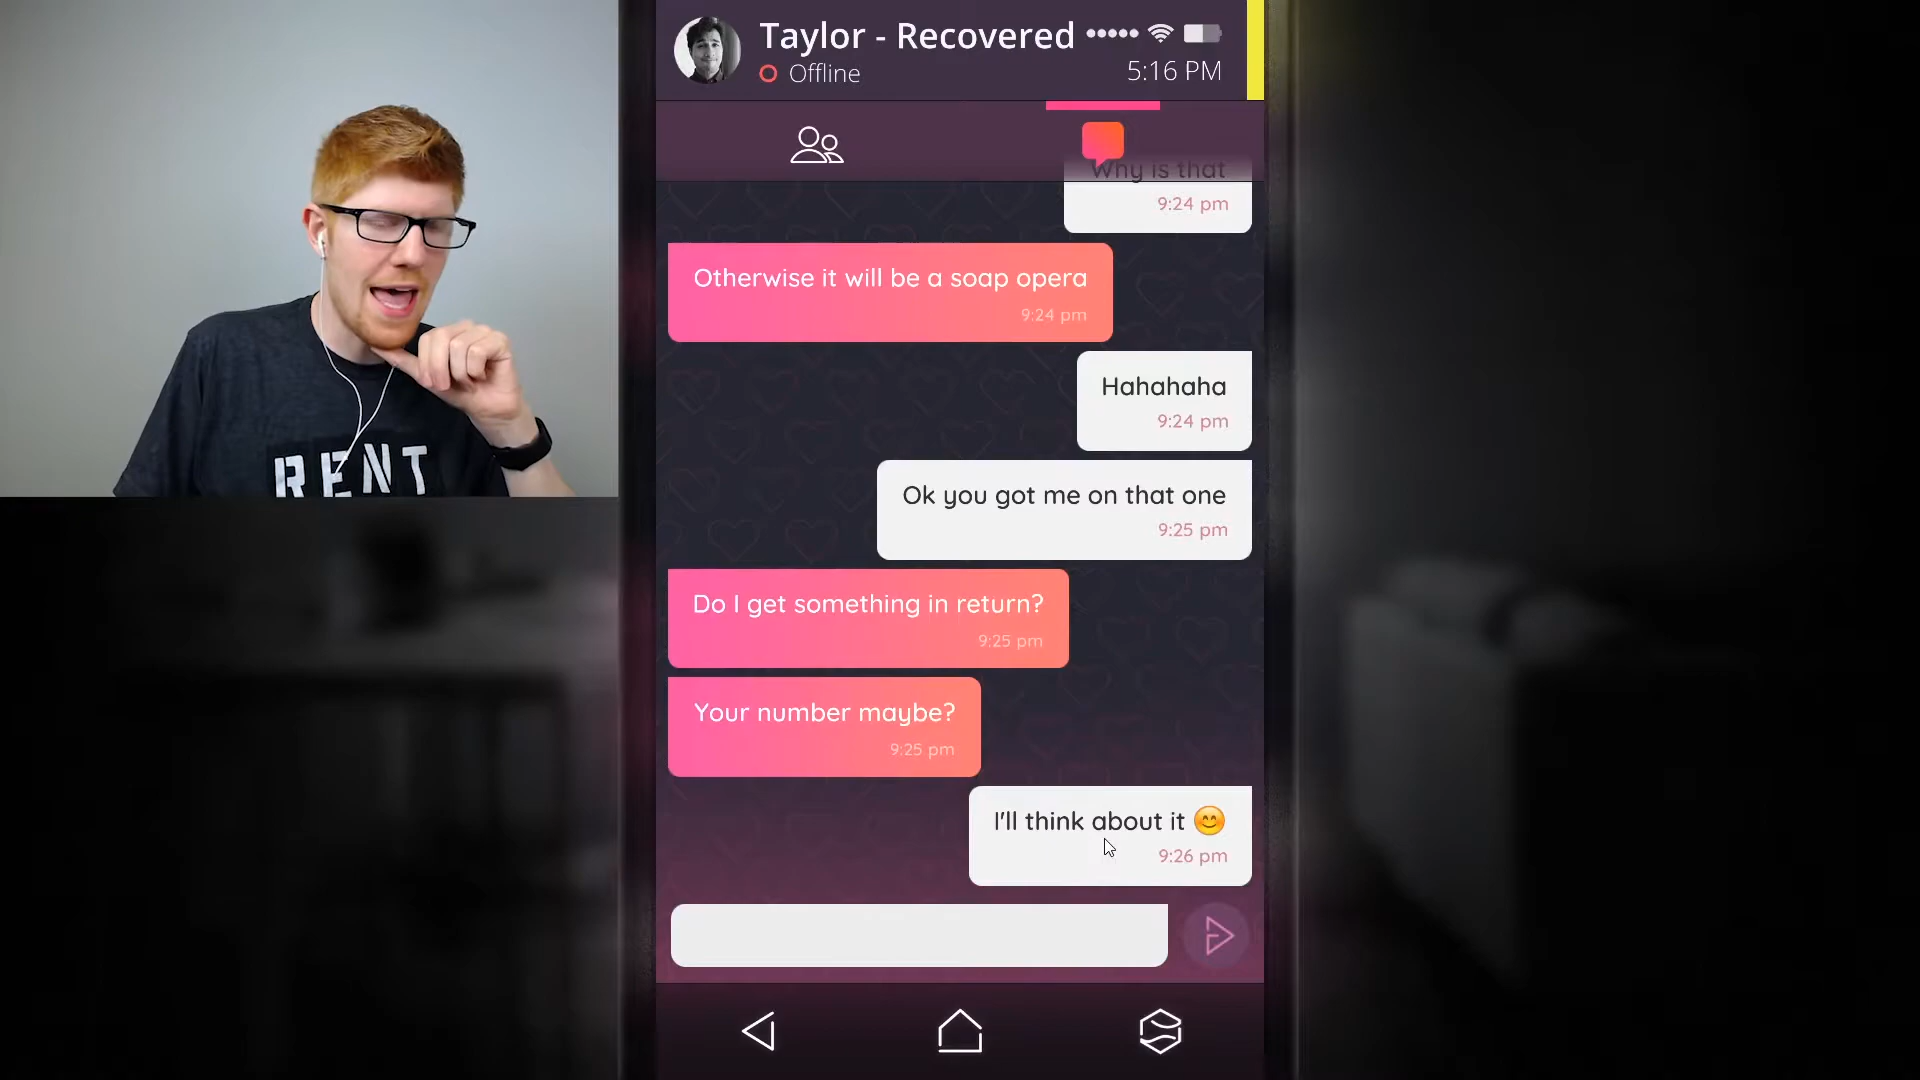 Taylor - Recovered
Offline
5:16 PM
Why is that
9:24 pm
Otherwise it will be a soap opera
9:24 pm
Hahahaha
9:24 pm
Ok you got me on that one
9:25 pm
Do I get something in return?
9:25 pm
Your number maybe?
9:25 pm
I'll think about it 😊
9:26 pm
RENT